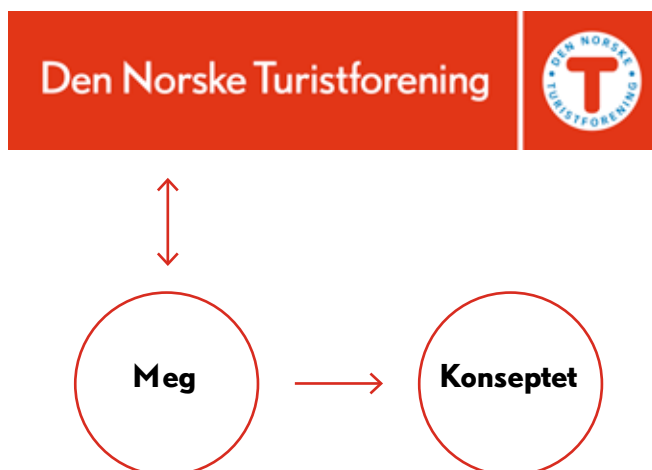 Den Norske Turistforening
DEN NORSKE
T
TURISTFORENING
Meg
Konseptet